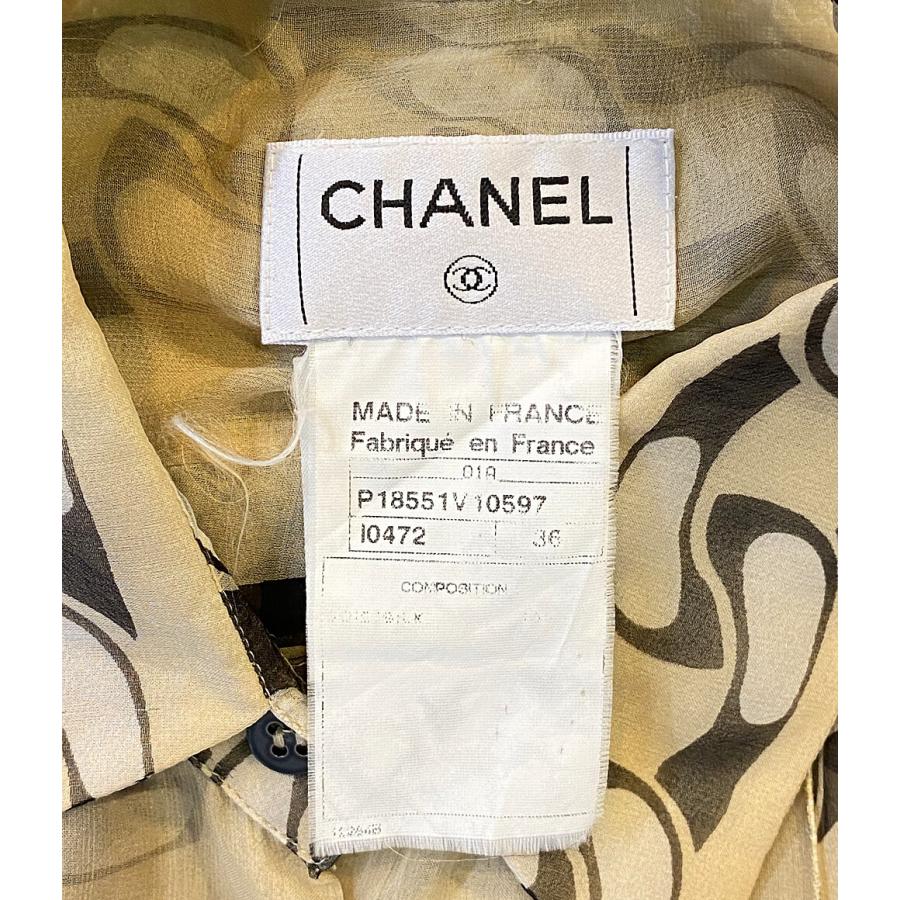 CHANEL
MADE IN FRANCE
Fabriqué en France
01A
P18551V10597
I0472 36
COMPOSITION